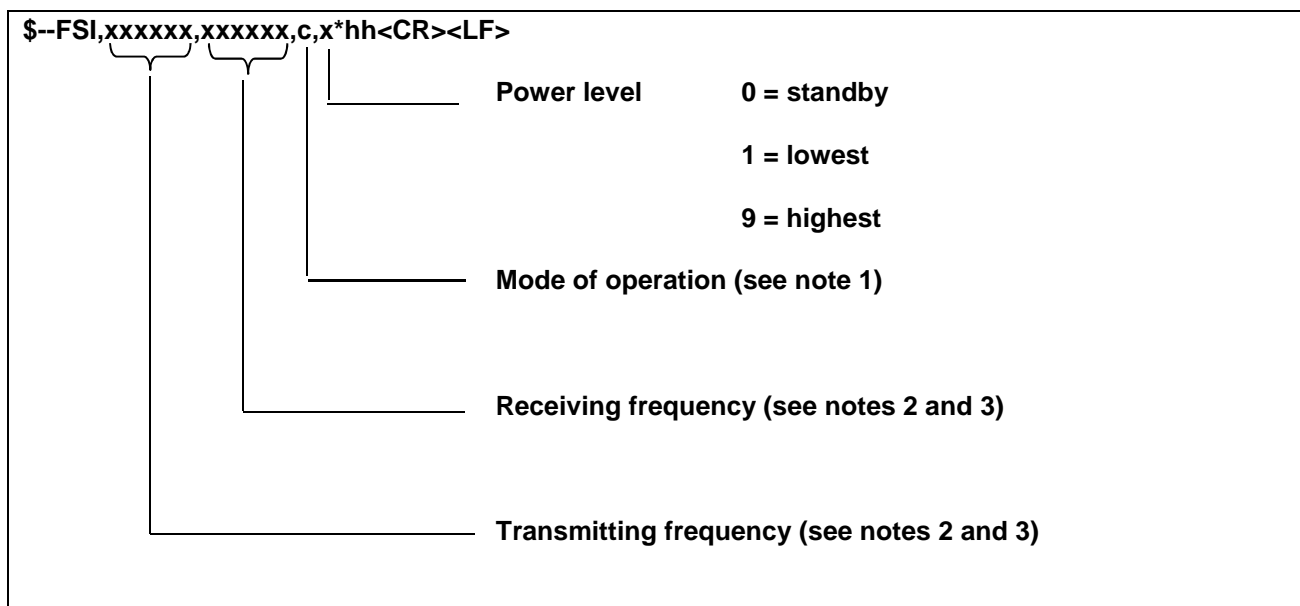 $--FSI,xxxxxx,xxxxxx,c,x*hh<CR><LF>
Power level 0 = standby
1 = lowest
9 = highest
Mode of operation (see note 1)
Receiving frequency (see notes 2 and 3)
Transmitting frequency (see notes 2 and 3)